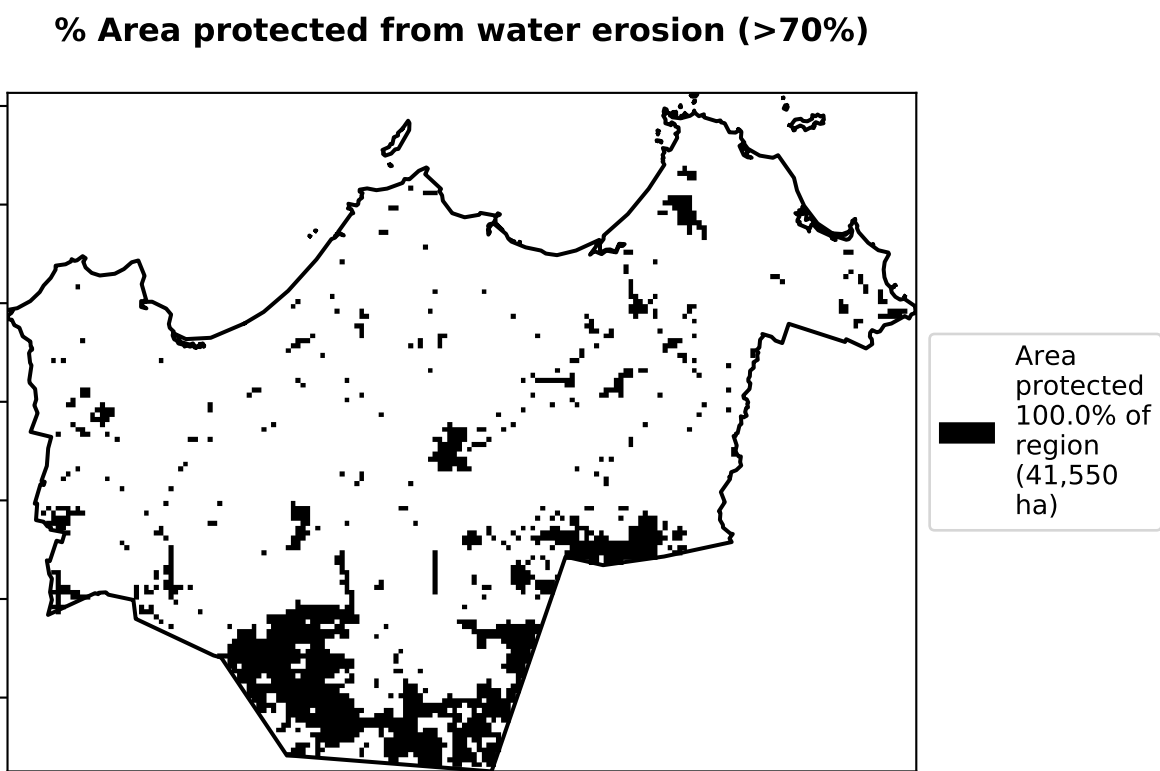 % Area protected from water erosion (>70%)
Area
protected
100.0% of
region
(41,550
ha)